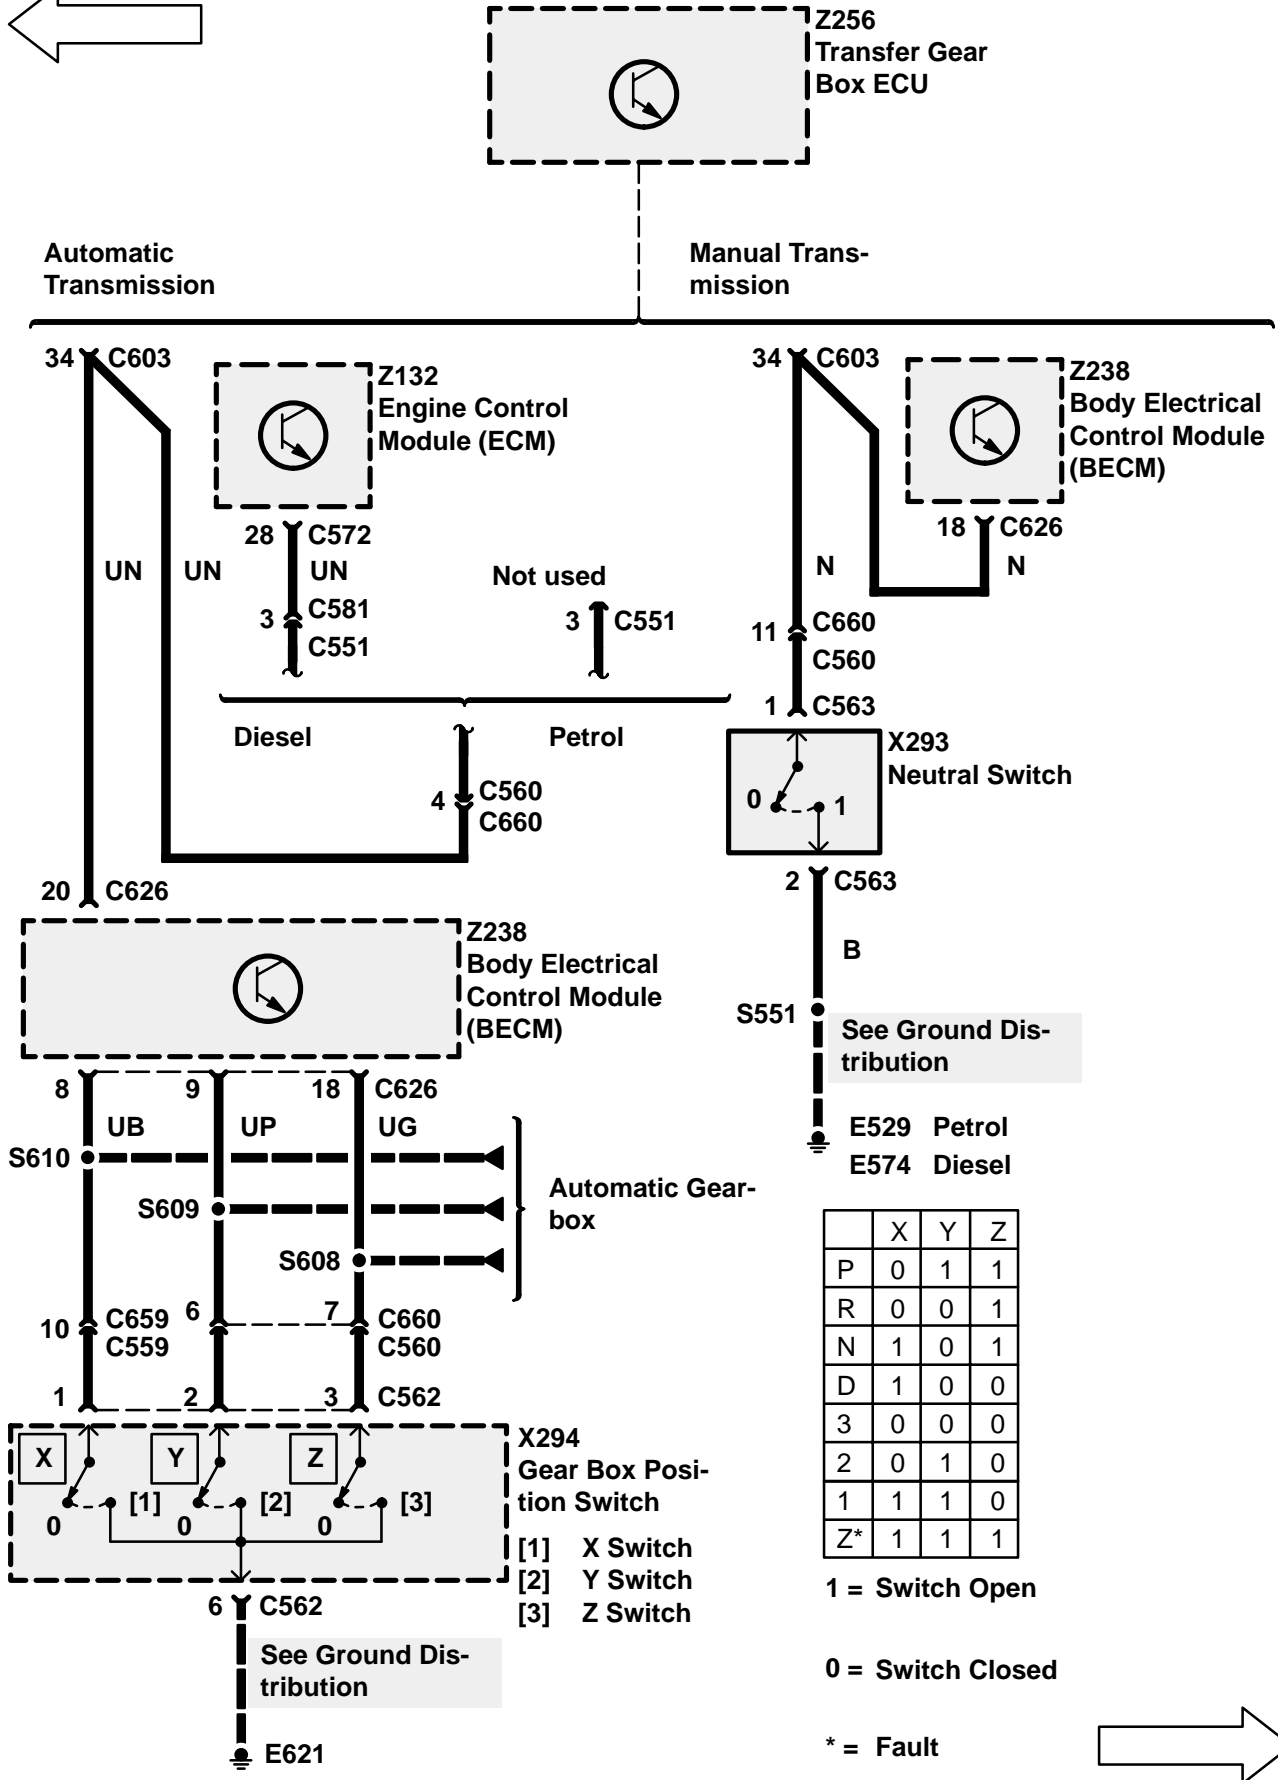 Z256
Transfer Gear
Box ECU
Automatic
Transmission
Manual Trans-
mission
34 C603
Z132
Engine Control
Module (ECM)
34 C603
Z238
Body Electrical
Control Module
(BECM)
28 C572
18 C626
UN UN UN
Not used
N N
3 C581
C551
3 C551
11 C660
C560
1 C563
Diesel Petrol
X293
Neutral Switch
0 1
4 C560
C660
20 C626
2 C563
Z238
Body Electrical
Control Module
(BECM)
B
S551
See Ground Dis-
tribution
8 9 18 C626
UB UP UG
E529 Petrol
E574 Diesel
S610
S609
S608
Automatic Gear-
box
X Y Z
P 0 1 1
R 0 0 1
N 1 0 1
D 1 0 0
3 0 0 0
2 0 1 0
1 1 1 0
Z* 1 1 1
10 C659 6 7 C660
C559 C560
1 2 3 C562
X Y Z
[1] [2] [3]
0 0 0
X294
Gear Box Posi-
tion Switch
[1] X Switch
[2] Y Switch
[3] Z Switch
1 = Switch Open
0 = Switch Closed
* = Fault
6 C562
See Ground Dis-
tribution
E621